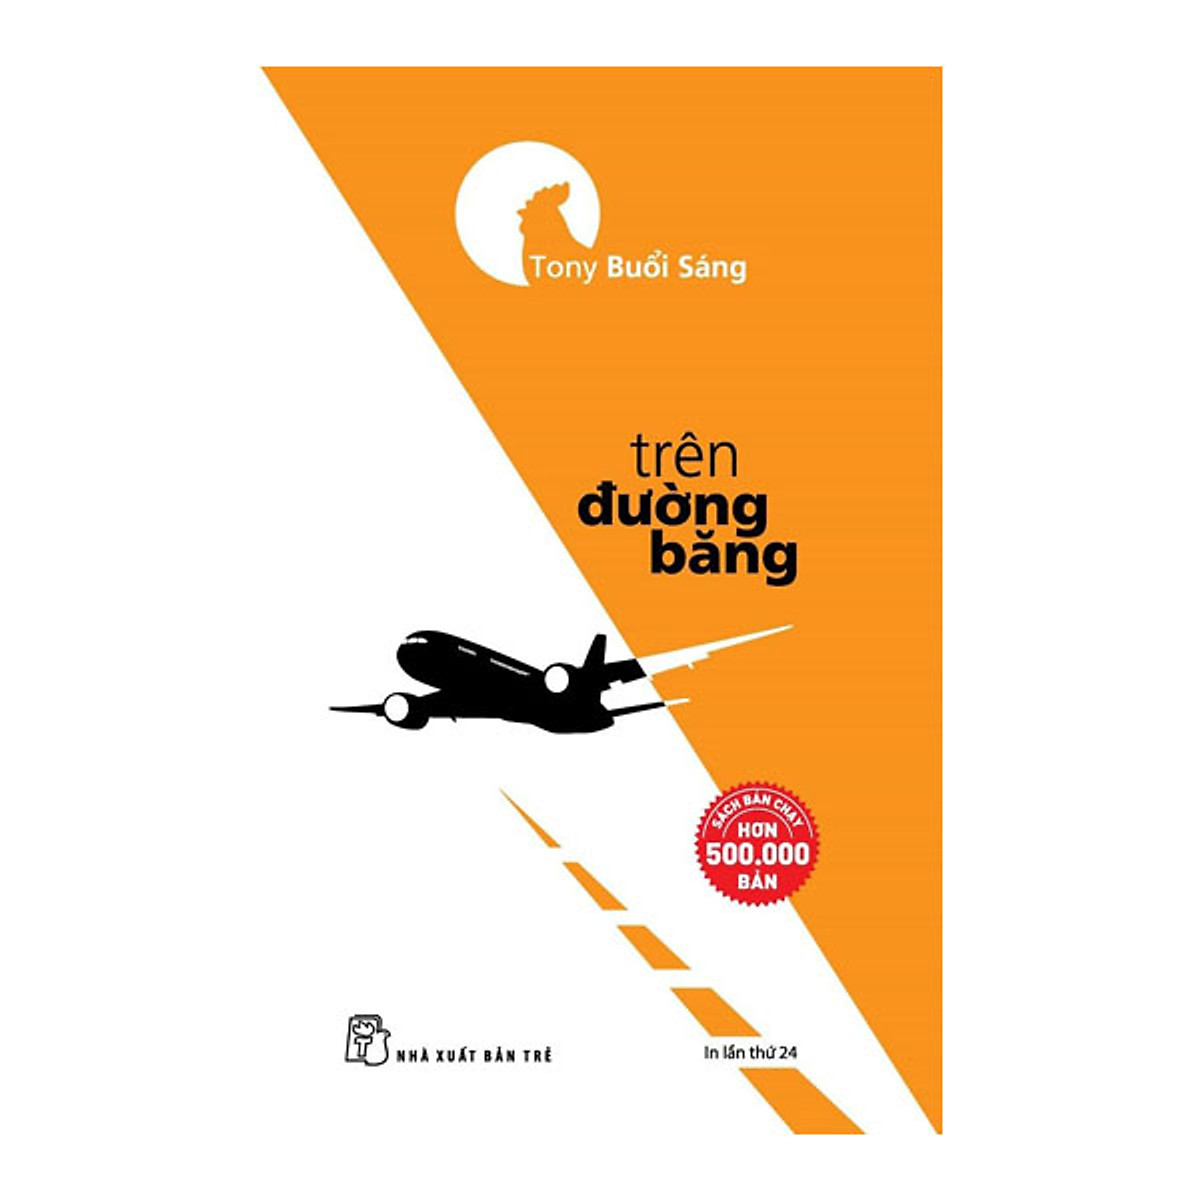 Tony Buổi Sáng
trên
đường
băng
SÁCH BÁN CHẠY
HƠN
500.000
BẢN
T
NHÀ XUẤT BẢN TRẺ
In lần thứ 24